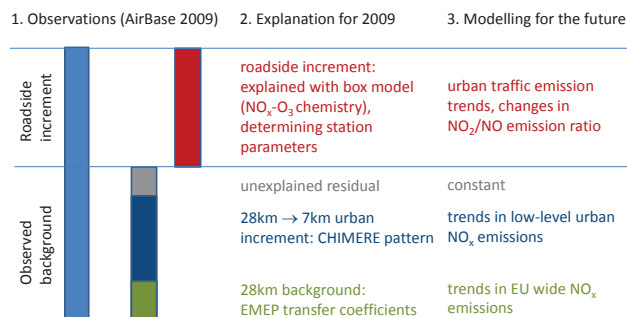 1. Observations (AirBase 2009)
2. Explanation for 2009
3. Modelling for the future
Roadside
increment
roadside increment:
explained with box model
(NOx-O3 chemistry),
determining station
parameters
urban traffic emission
trends, changes in
NO2/NO emission ratio
Observed
background
unexplained residual
constant
28km → 7km urban
increment: CHIMERE pattern
trends in low-level urban
NOx emissions
28km background:
EMEP transfer coefficients
trends in EU wide NOx
emissions